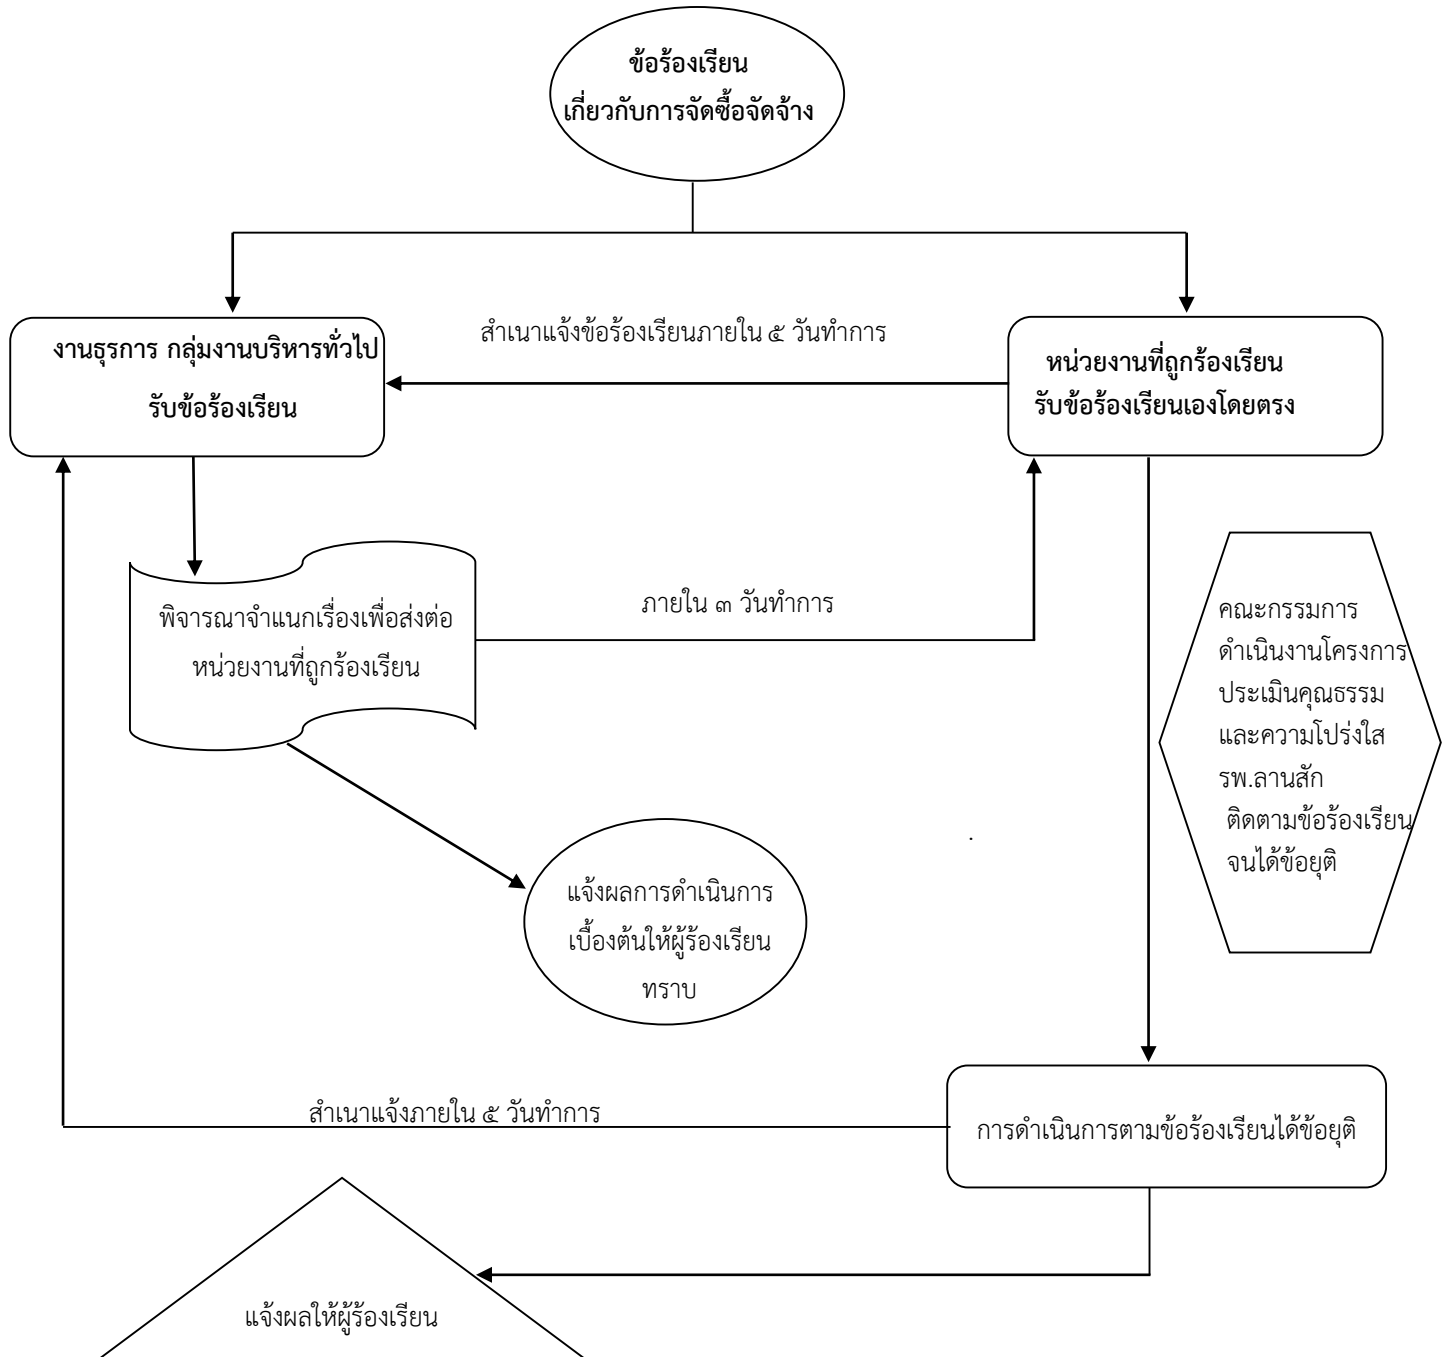 ข้อร้องเรียน
เกี่ยวกับการจัดซื้อจัดจ้าง
งานธุรการ กลุ่มงานบริหารทั่วไป
รับข้อร้องเรียน
สำเนาแจ้งข้อร้องเรียนภายใน ๕ วันทำการ
หน่วยงานที่ถูกร้องเรียน
รับข้อร้องเรียนเองโดยตรง
พิจารณาจำแนกเรื่องเพื่อส่งต่อ
หน่วยงานที่ถูกร้องเรียน
ภายใน ๓ วันทำการ
คณะกรรมการ
ดำเนินงานโครงการ
ประเมินคุณธรรม
และความโปร่งใส
รพ.ลานสัก
ติดตามข้อร้องเรียน
จนได้ข้อยุติ
แจ้งผลการดำเนินการ
เบื้องต้นให้ผู้ร้องเรียน
ทราบ
สำเนาแจ้งภายใน ๕ วันทำการ
การดำเนินการตามข้อร้องเรียนได้ข้อยุติ
แจ้งผลให้ผู้ร้องเรียน